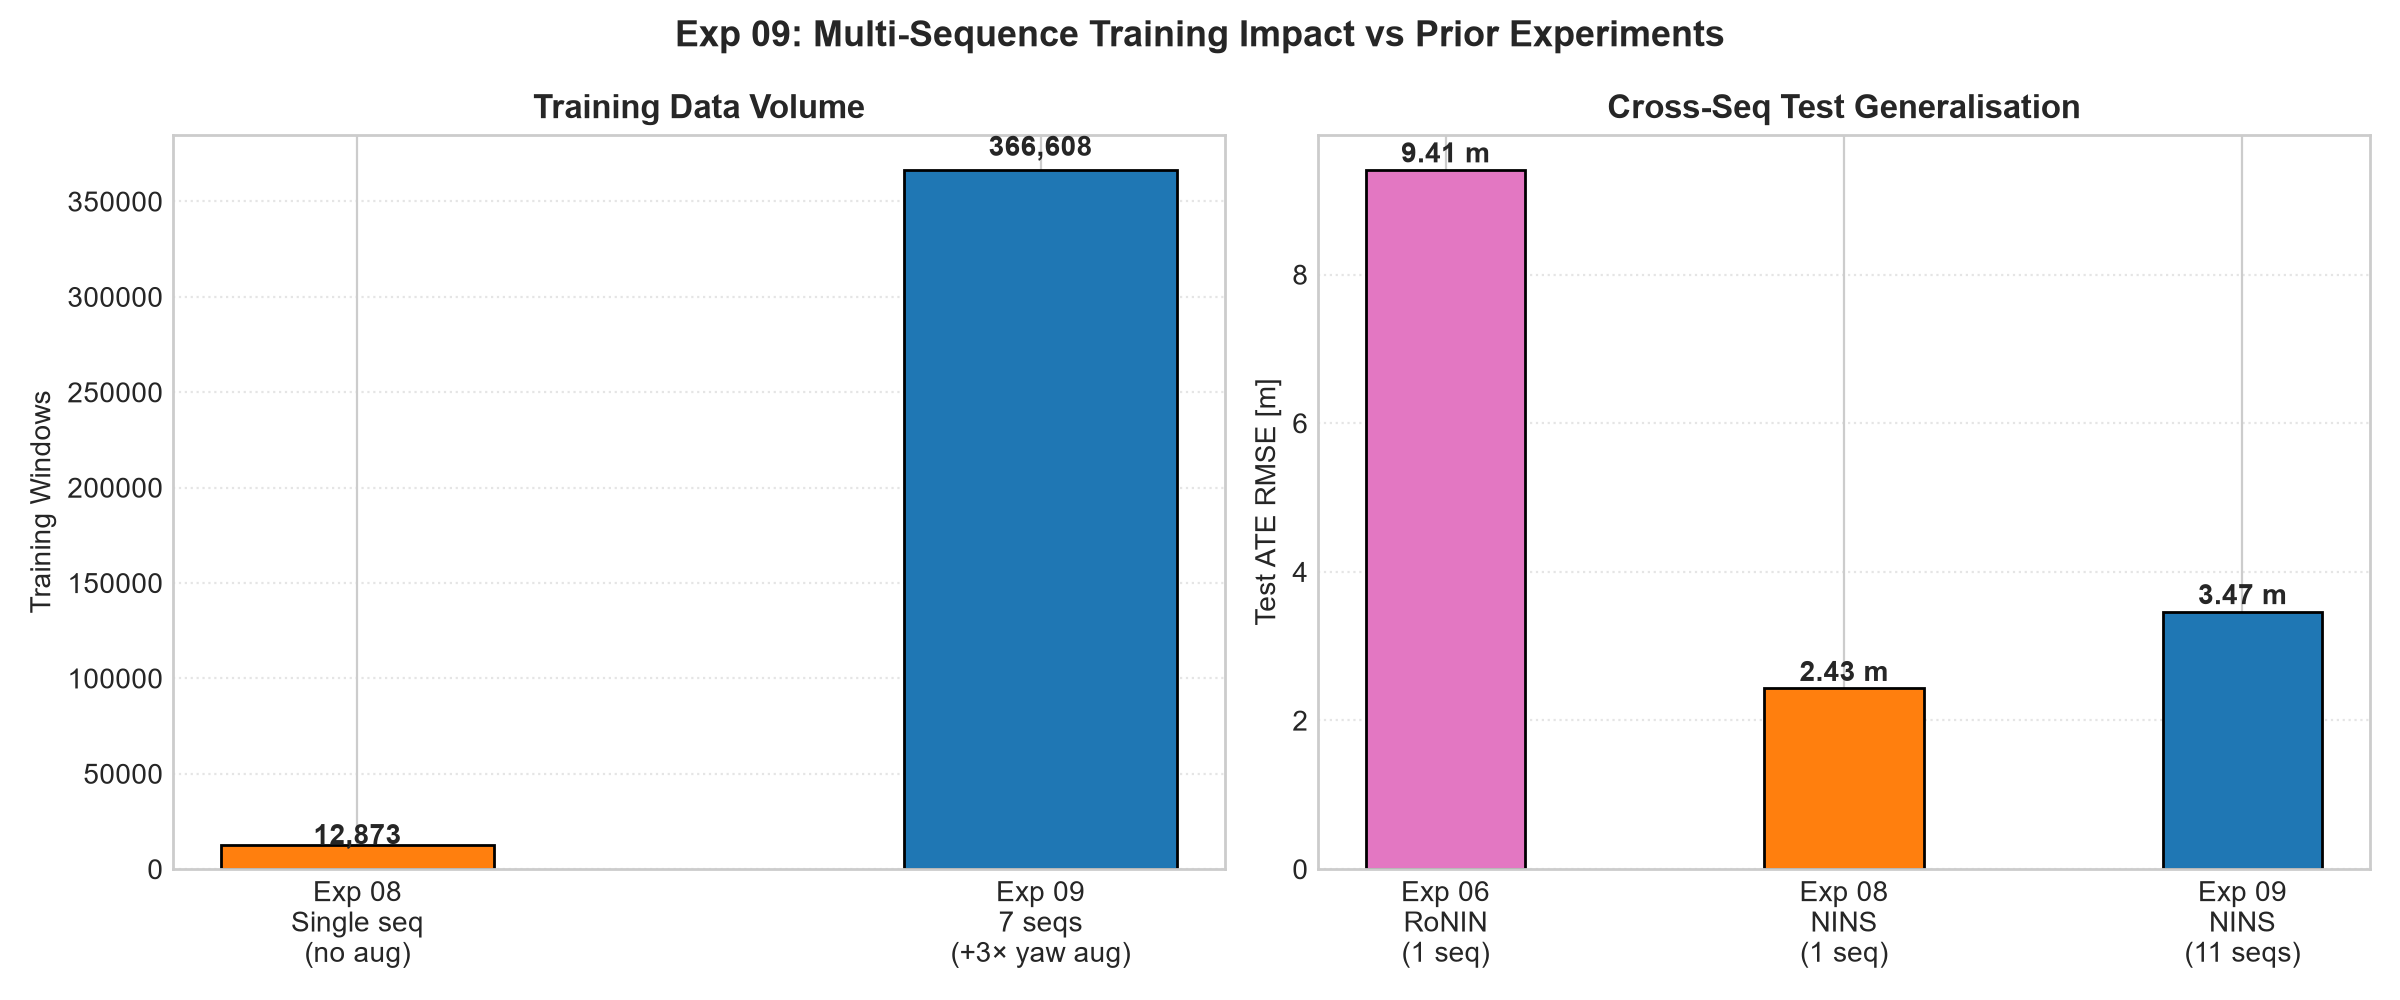 Exp 09: Multi-Sequence Training Impact vs Prior Experiments
Training Data Volume
Training Windows
350000
300000
250000
200000
150000
100000
50000
0
12,873
366,608
Exp 08
Single seq
(no aug)
Exp 09
7 seqs
(+3× yaw aug)
Cross-Seq Test Generalisation
Test ATE RMSE [m]
8
6
4
2
0
9.41 m
2.43 m
3.47 m
Exp 06
RoNIN
(1 seq)
Exp 08
NINS
(1 seq)
Exp 09
NINS
(11 seqs)